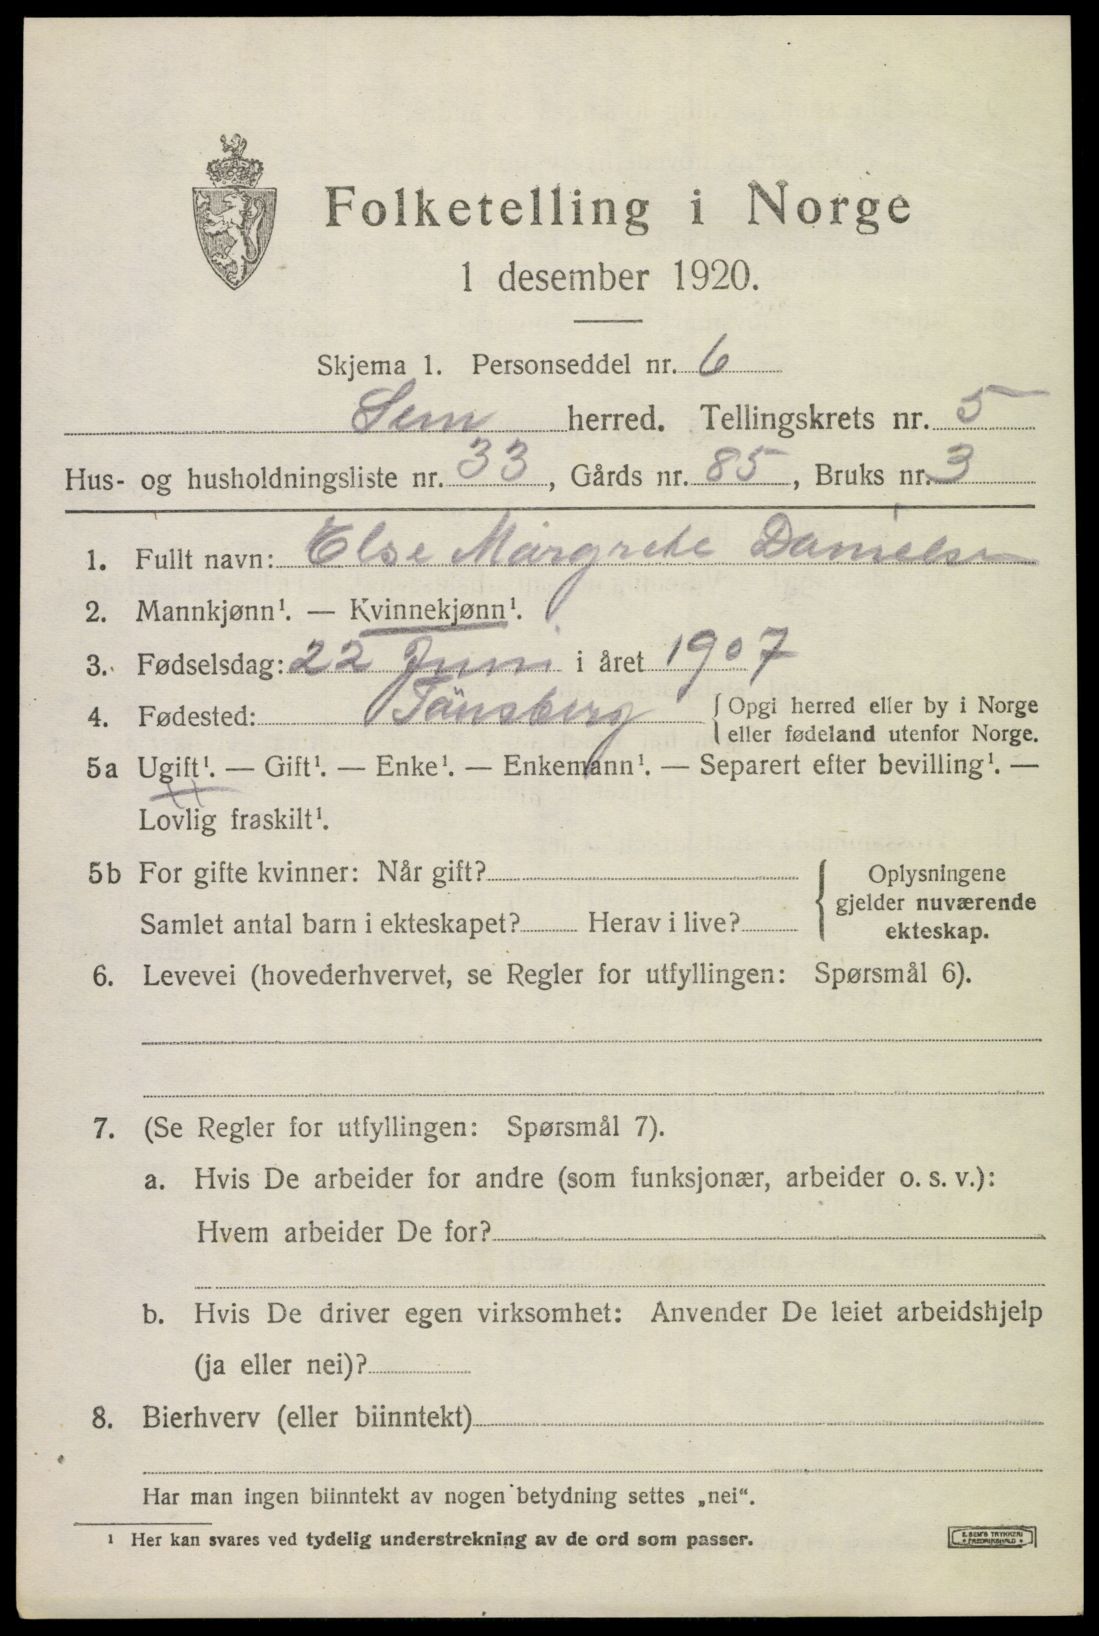 Folketelling i Norge
1 desember 1920.
Skjema 1. Personseddel nr. 6
Sem herred. Tellingskrets nr. 5
Hus- og husholdningsliste nr. 33, Gårds nr. 85, Bruks nr. 3
1. Fullt navn: Else Margrete Danielsen
2. Mannkjønn¹. — Kvinnekjønn¹.
3. Fødselsdag: 22 Juni i året 1907
4. Fødested: Tönsberg { Opgi herred eller by i Norge
eller fødeland utenfor Norge.
5a Ugift¹. — Gift¹. — Enke¹. — Enkemann¹. — Separert efter bevilling¹. —
Lovlig fraskilt¹.
5b For gifte kvinner: Når gift?
Samlet antal barn i ekteskapet? Herav i live?
{ Oplysningene
gjelder nuværende
ekteskap.
6. Levevei (hovederhvervet, se Regler for utfyllingen: Spørsmål 6).
7. (Se Regler for utfyllingen: Spørsmål 7).
a. Hvis De arbeider for andre (som funksjonær, arbeider o. s. v.):
Hvem arbeider De for?
b. Hvis De driver egen virksomhet: Anvender De leiet arbeidshjelp
(ja eller nei)?
8. Bierhverv (eller biinntekt)
Har man ingen biinntekt av nogen betydning settes „nei“.
¹ Her kan svares ved tydelig understrekning av de ord som passer.
E. SEM'S TRYKKERI
FREDRIKSHALD